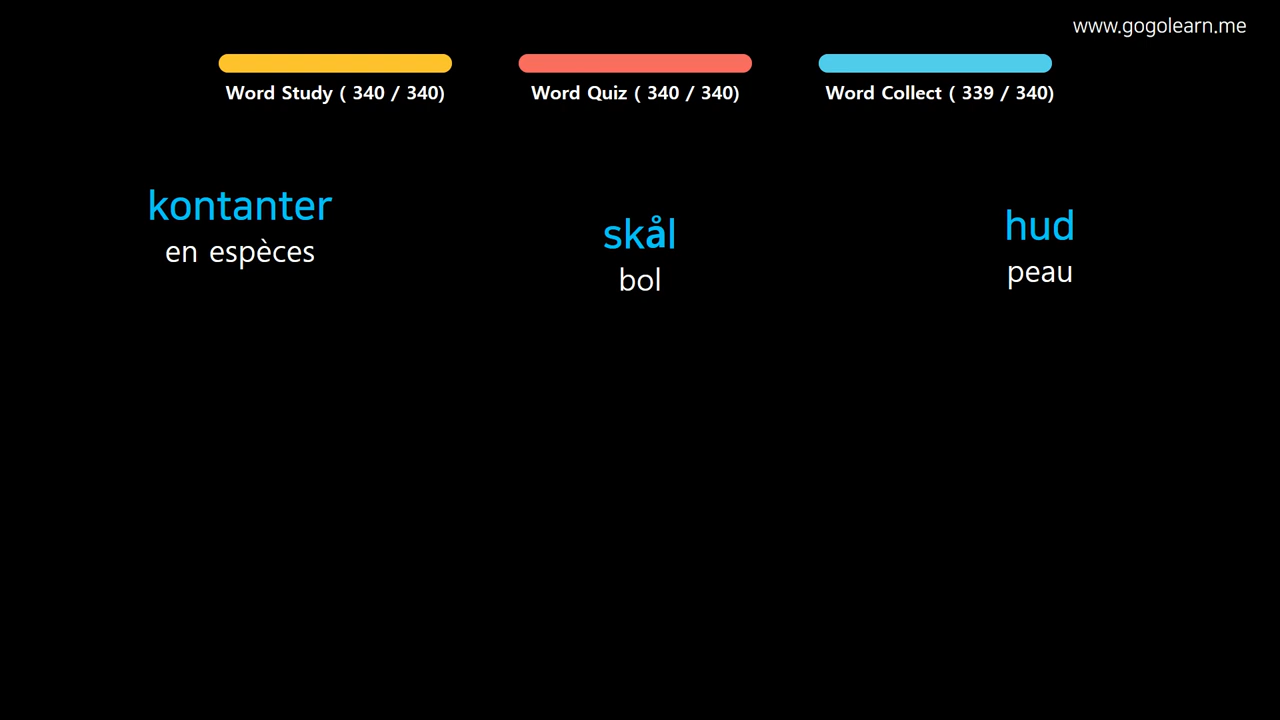 www.gogolearn.me
Word Study ( 340 / 340)
Word Quiz ( 340 / 340)
Word Collect ( 339 / 340)
kontanter
en espèces
skål
bol
hud
peau